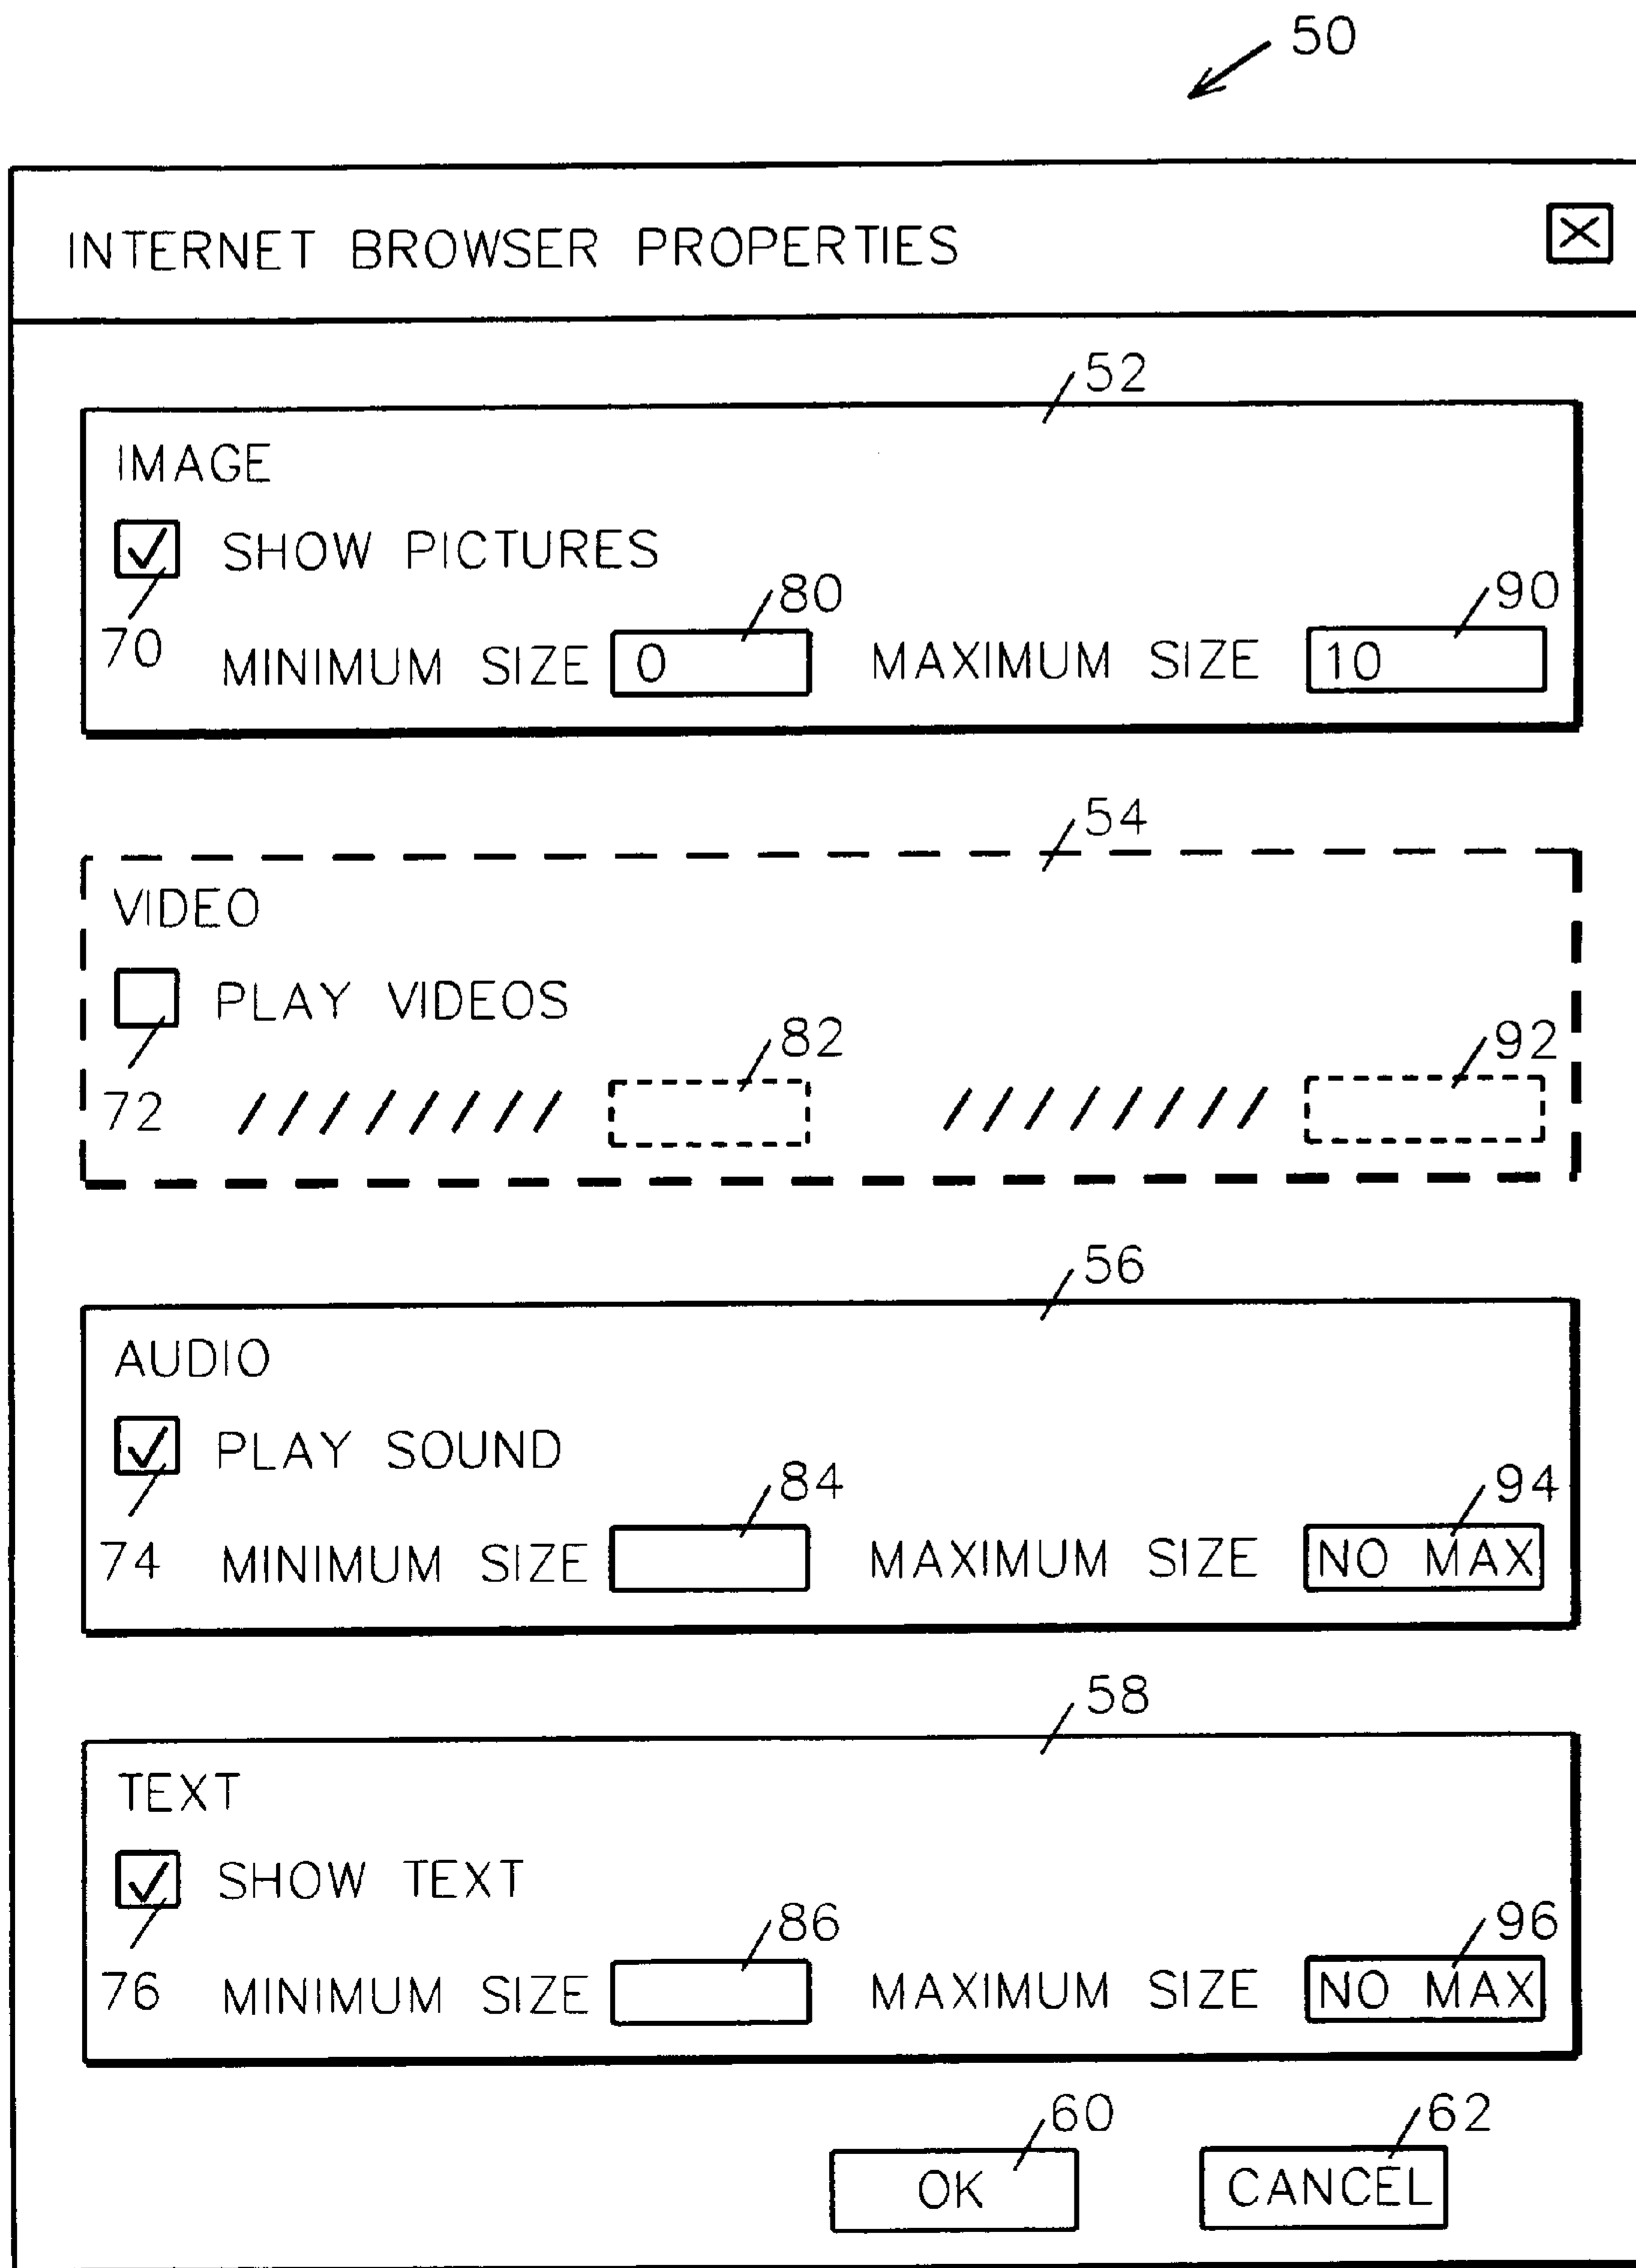 50
INTERNET BROWSER PROPERTIES
52
IMAGE
SHOW PICTURES
80
90
70 MINIMUM SIZE 0 MAXIMUM SIZE 10
54
VIDEO
PLAY VIDEOS
82
92
72
56
AUDIO
PLAY SOUND
84
94
74 MINIMUM SIZE MAXIMUM SIZE NO MAX
58
TEXT
SHOW TEXT
86
96
76 MINIMUM SIZE MAXIMUM SIZE NO MAX
60
62
OK CANCEL